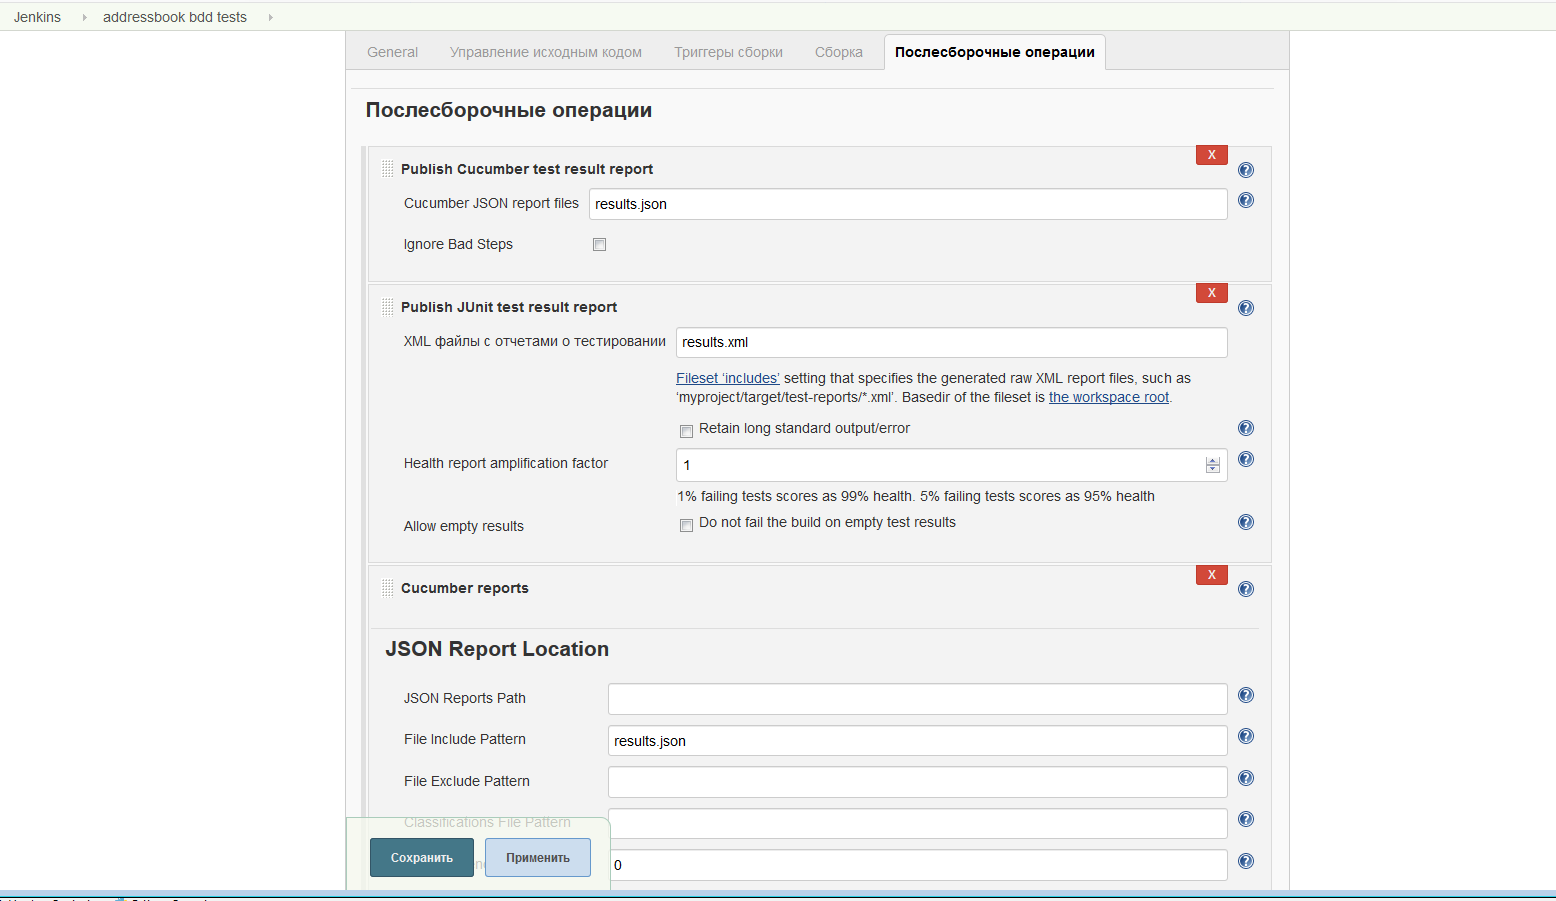 Jenkins addressbook bdd tests
General Управление исходным кодом Триггеры сборки Сборка Послесборочные операции
Послесборочные операции
X
Publish Cucumber test result report
Cucumber JSON report files results.json
Ignore Bad Steps
X
Publish JUnit test result report
XML файлы с отчетами о тестировании results.xml
Fileset ‘includes’ setting that specifies the generated raw XML report files, such as
‘myproject/target/test-reports/*.xml’. Basedir of the fileset is the workspace root.
Retain long standard output/error
Health report amplification factor 1
1% failing tests scores as 99% health. 5% failing tests scores as 95% health
Allow empty results Do not fail the build on empty test results
X
Cucumber reports
JSON Report Location
JSON Reports Path
File Include Pattern results.json
File Exclude Pattern
Classifications File Pattern
Сохранить Применить 0